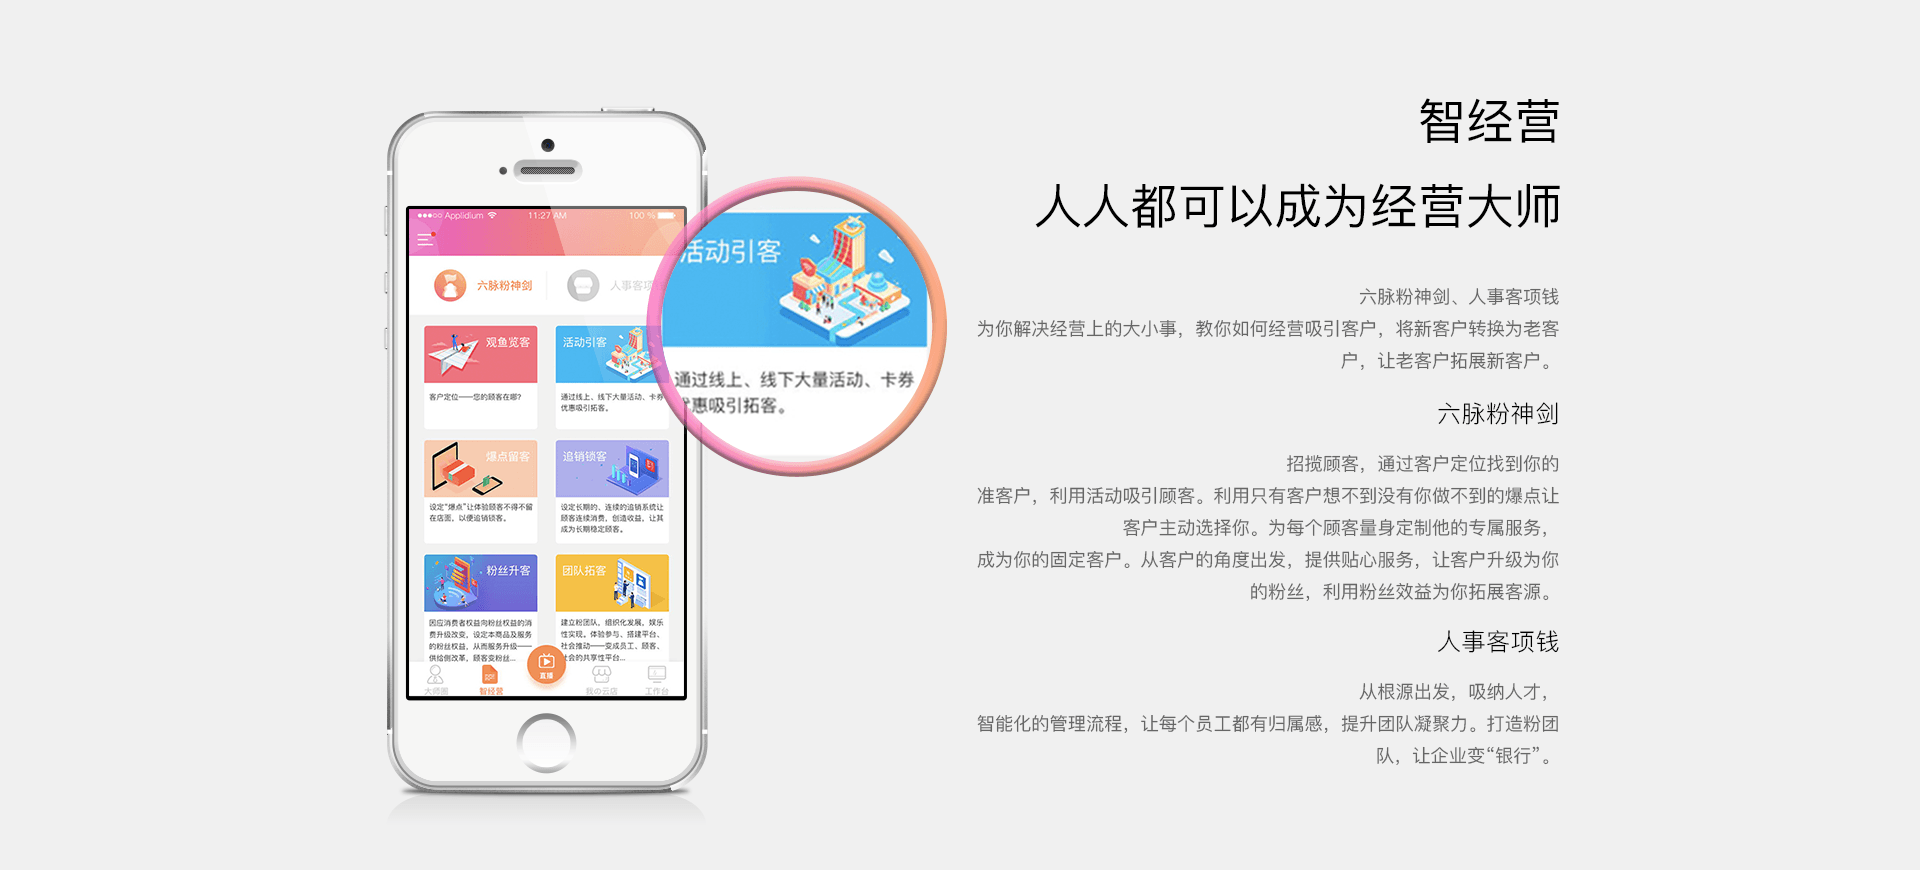 智经营
人人都可以成为经营大师
六脉粉神剑、人事客项钱
为你解决经营上的大小事，教你如何经营吸引客户，将新客户转换为老客
户，让老客户拓展新客户。
六脉粉神剑
招揽顾客，通过客户定位找到你的
准客户，利用活动吸引顾客。利用只有客户想不到没有你做不到的爆点让
客户主动选择你。为每个顾客量身定制他的专属服务，
成为你的固定客户。从客户的角度出发，提供贴心服务，让客户升级为你
的粉丝，利用粉丝效益为你拓展客源。
人事客项钱
从根源出发，吸纳人才，
智能化的管理流程，让每个员工都有归属感，提升团队凝聚力。打造粉团
队，让企业变“银行”。
Applidium 11:27 AM 100 %
六脉粉神剑 人事客项
观鱼览客
客户定位——您的顾客在哪?
活动引客
通过线上、线下大量活动、卡券
优惠吸引拓客。
爆点留客
设定“爆点”让体验顾客不得不留
在店面，以便追销锁客。
追销锁客
设定长期的、连续的追销系统让
顾客连续消费，创造收益，让其
成为长期稳定顾客。
粉丝升客
因应消费者权益向粉丝权益的消
费升级改变，设定本商品及服务
的粉丝权益，从而服务升级——
供给侧改革，顾客变粉丝...
团队拓客
建立粉团队，组织化发展，娱乐
性实现。体验参与、搭建平台、
社会推动——变成员工、顾客、
社会的共享性平台...
大师圈 智经营 直播 我の云店 工作台
活动引客
通过线上、线下大量活动、卡券
优惠吸引拓客。